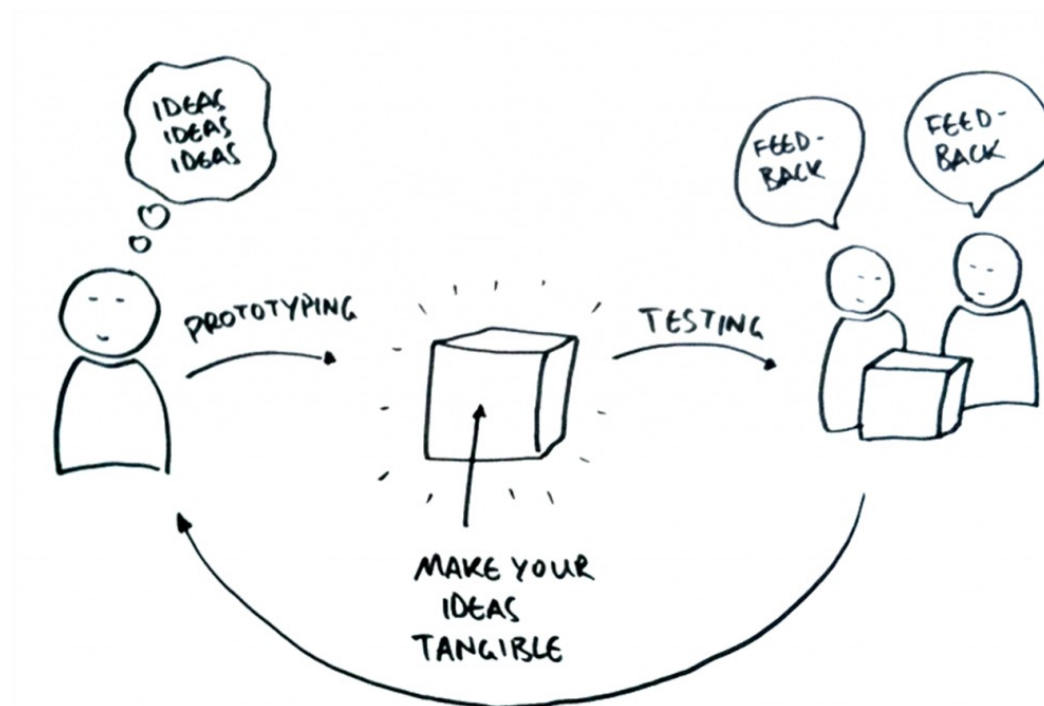 IDEAS
IDEAS
IDEAS
PROTOTYPING
MAKE YOUR
IDEAS
TANGIBLE
TESTING
FEED-
BACK
FEED-
BACK